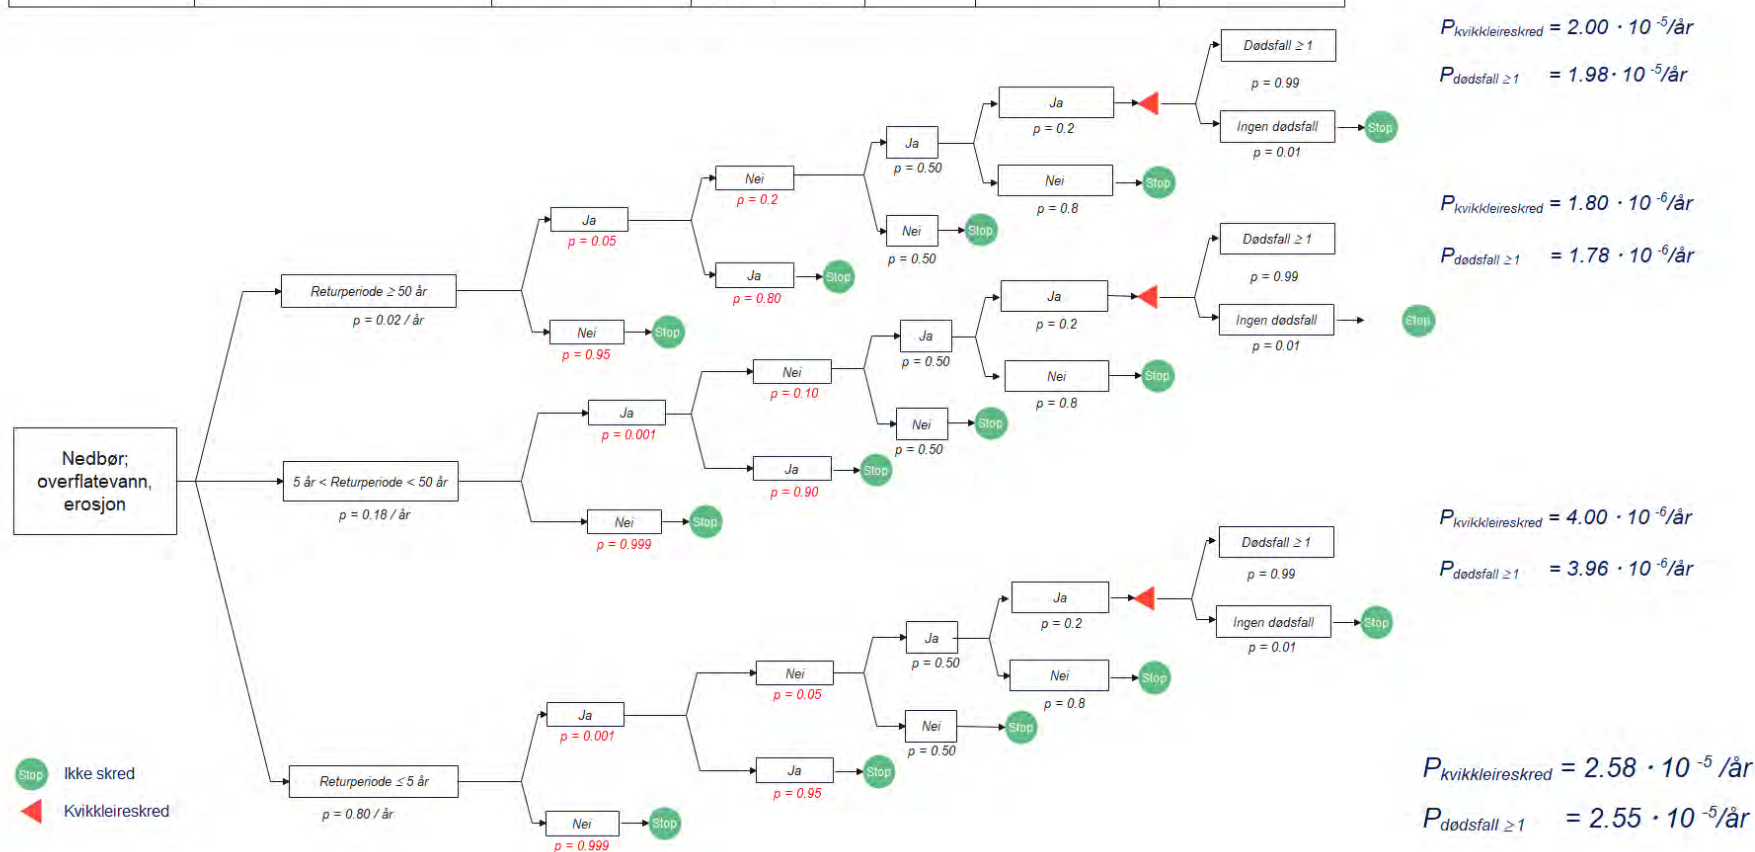 Nedbør;
overflatevann,
erosjon
Returperiode ≥ 50 år
p = 0.02 / år
Ja
p = 0.05
Nei
p = 0.95
Stop
Nei
p = 0.2
Ja
p = 0.80
Stop
Ja
p = 0.50
Nei
p = 0.50
Stop
Ja
p = 0.2
Nei
p = 0.8
Stop
Dødsfall ≥ 1
p = 0.99
Ingen dødsfall
p = 0.01
Stop
P kvikkleireskred = 2.00 · 10 -5/år
P dødsfall ≥ 1 = 1.98 · 10 -5/år
5 år < Returperiode < 50 år
p = 0.18 / år
Ja
p = 0.001
Nei
p = 0.999
Stop
Nei
p = 0.10
Ja
p = 0.90
Stop
Ja
p = 0.50
Nei
p = 0.50
Stop
Ja
p = 0.2
Nei
p = 0.8
Stop
Dødsfall ≥ 1
p = 0.99
Ingen dødsfall
p = 0.01
Stop
P kvikkleireskred = 1.80 · 10 -6/år
P dødsfall ≥ 1 = 1.78 · 10 -6/år
Returperiode ≤ 5 år
p = 0.80 / år
Ja
p = 0.001
Nei
p = 0.999
Stop
Nei
p = 0.05
Ja
p = 0.95
Stop
Ja
p = 0.50
Nei
p = 0.50
Stop
Ja
p = 0.2
Nei
p = 0.8
Stop
Dødsfall ≥ 1
p = 0.99
Ingen dødsfall
p = 0.01
Stop
P kvikkleireskred = 4.00 · 10 -6/år
P dødsfall ≥ 1 = 3.96 · 10 -6/år
Stop Ikke skred
Kvikkleireskred
P kvikkleireskred = 2.58 · 10 -5 /år
P dødsfall ≥ 1 = 2.55 · 10 -5/år